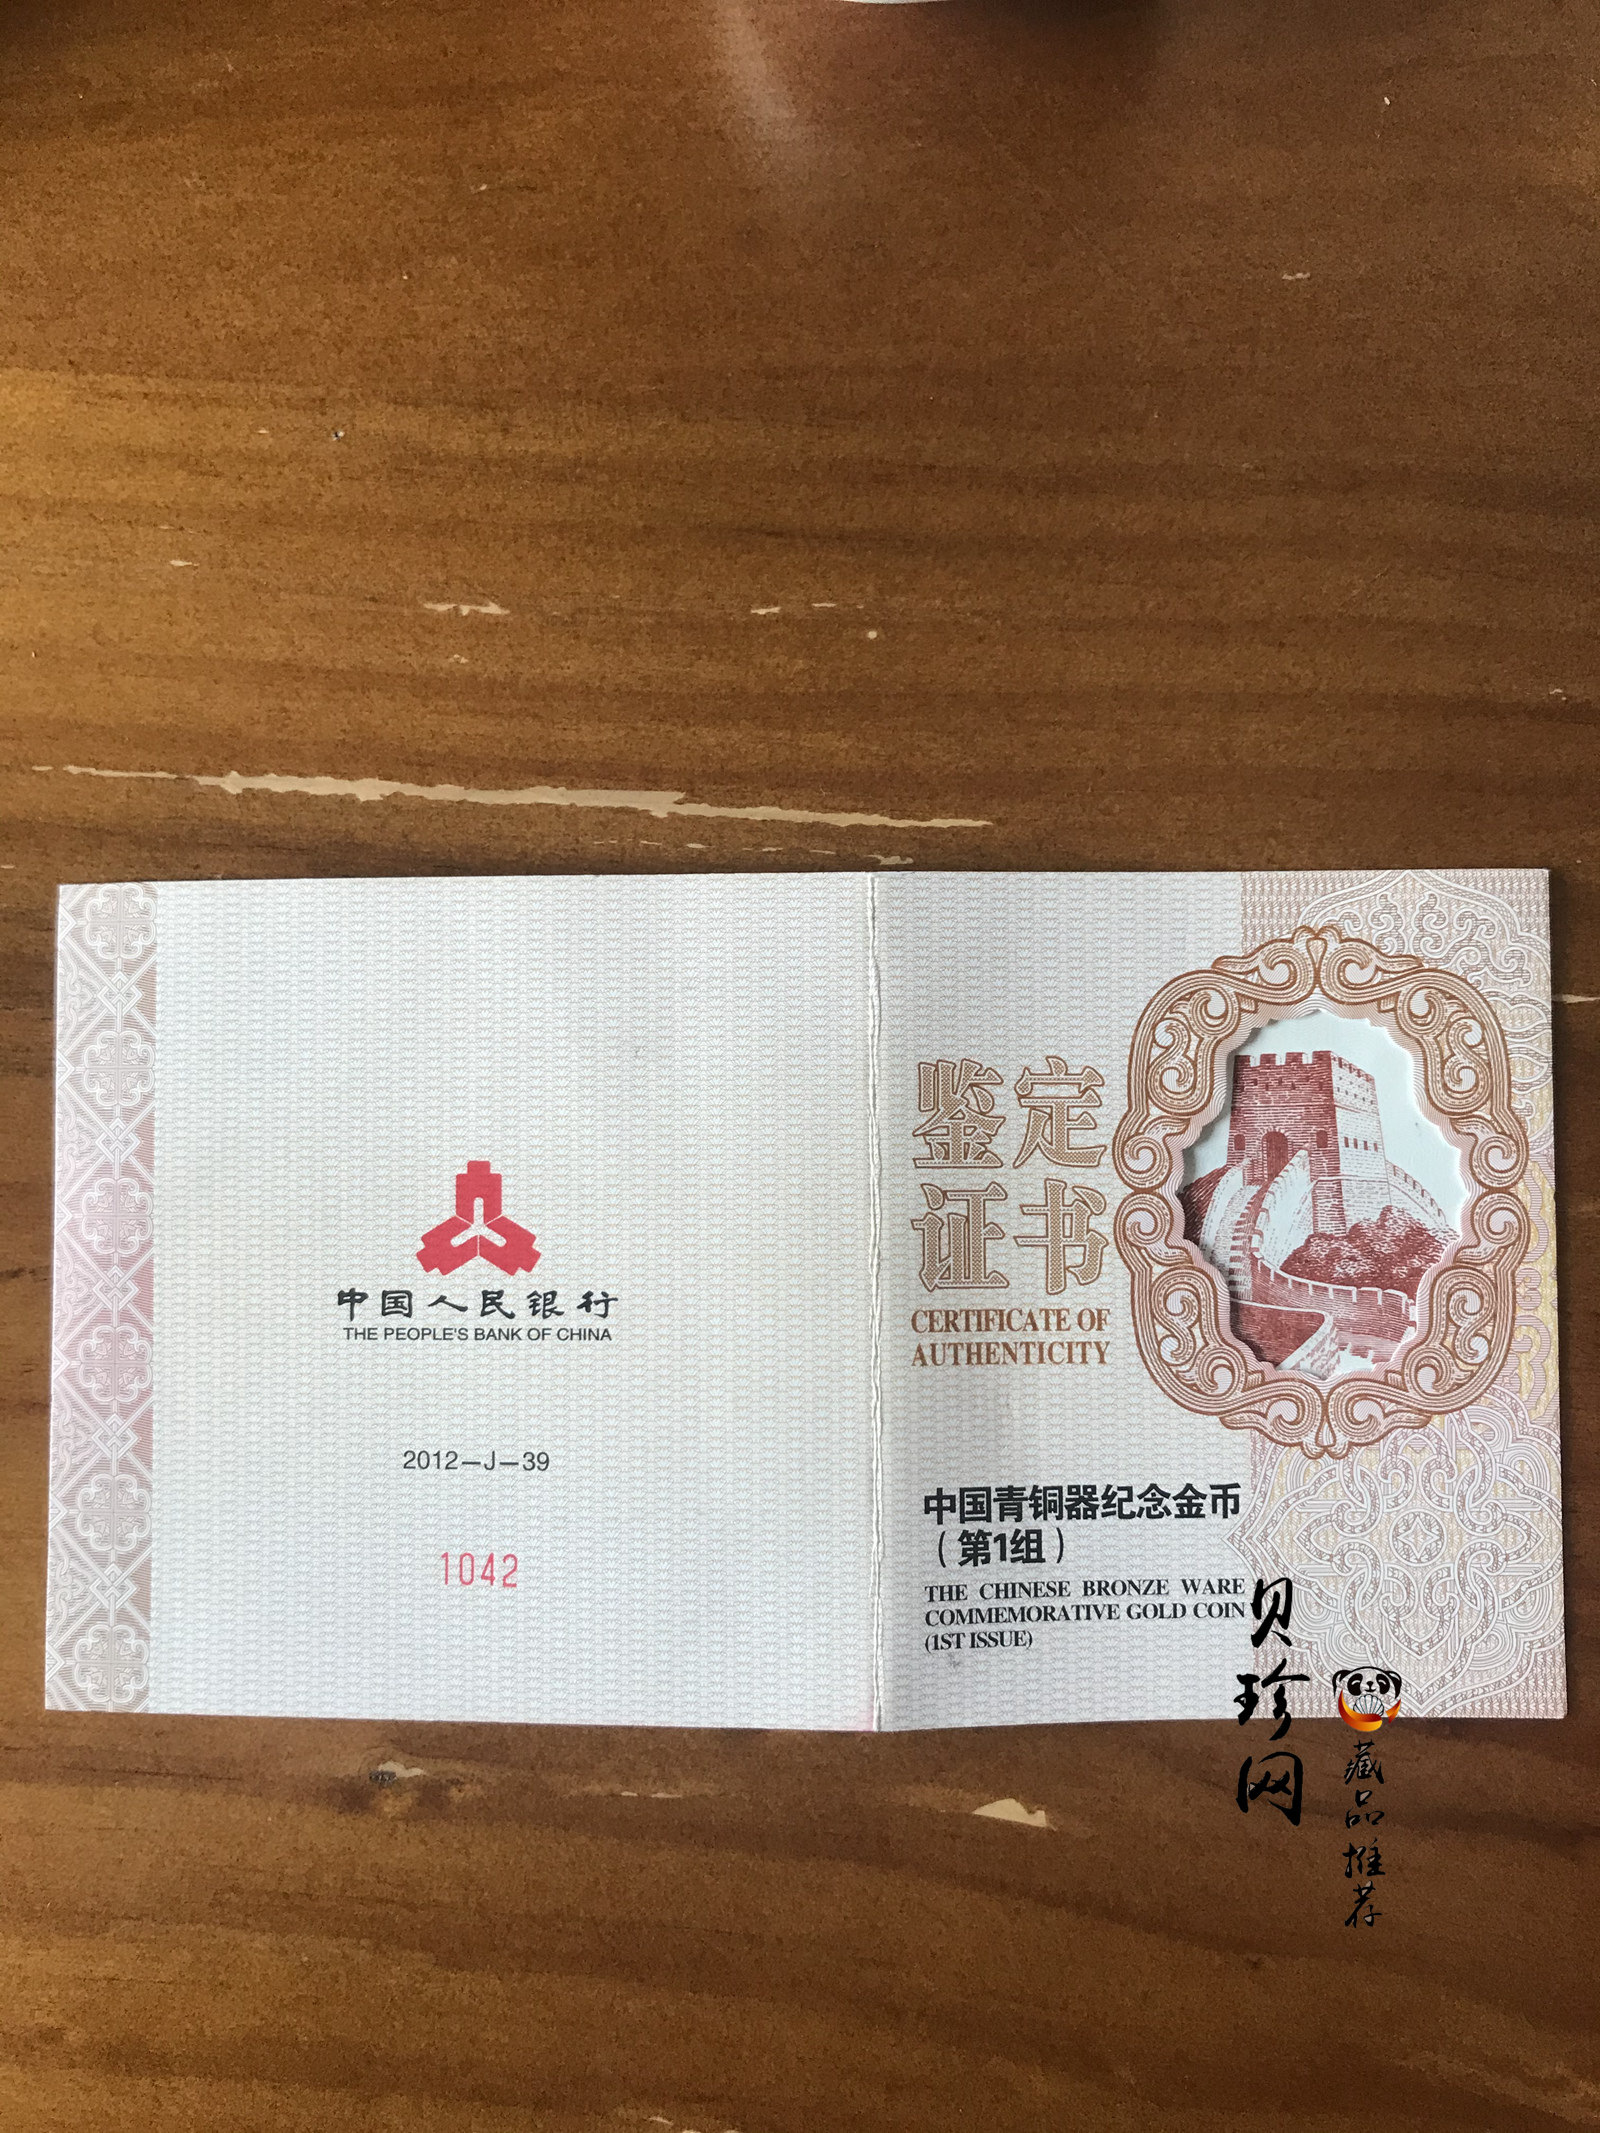 中国人民银行
THE PEOPLE'S BANK OF CHINA
2012—J—39
1042
鉴定
证书
CERTIFICATE OF
AUTHENTICITY
中国青铜器纪念金币
（第1组）
THE CHINESE BRONZE WARE
COMMEMORATIVE GOLD COIN
(1ST ISSUE)
贝珍网
藏品推荐